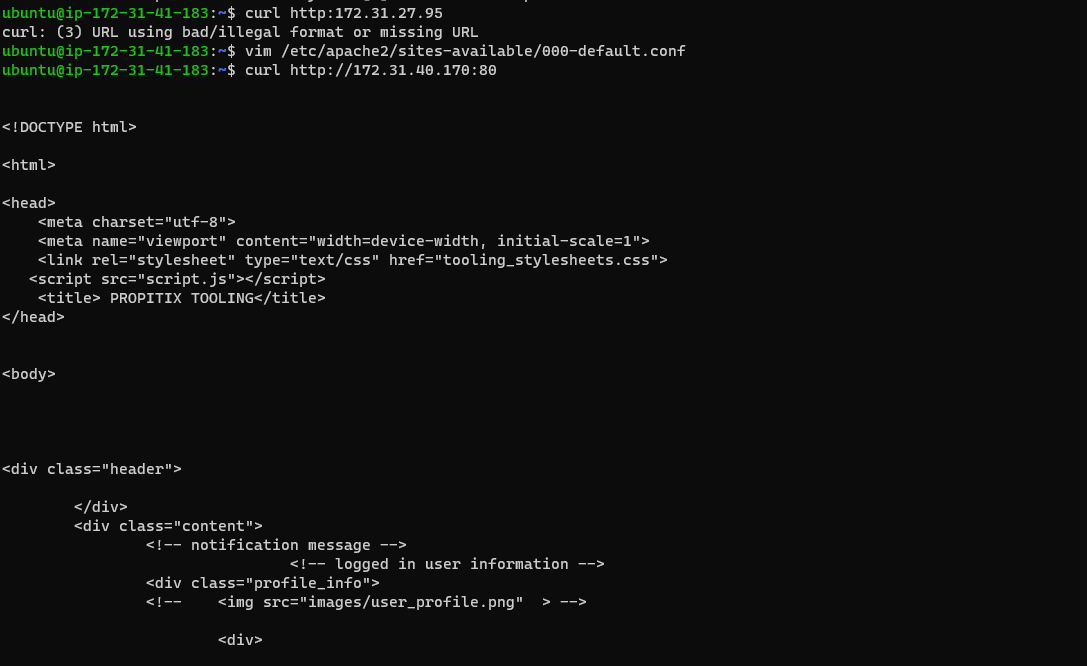 ubuntu@ip-172-31-41-183:~$ curl http:172.31.27.95
curl: (3) URL using bad/illegal format or missing URL
ubuntu@ip-172-31-41-183:~$ vim /etc/apache2/sites-available/000-default.conf
ubuntu@ip-172-31-41-183:~$ curl http://172.31.40.170:80
<!DOCTYPE html>
<html>
<head>
    <meta charset="utf-8">
    <meta name="viewport" content="width=device-width, initial-scale=1">
    <link rel="stylesheet" type="text/css" href="tooling_stylesheets.css">
   <script src="script.js"></script>
    <title> PROPITIX TOOLING</title>
</head>
<body>
<div class="header">
        </div>
        <div class="content">
                <!-- notification message -->
                                <!-- logged in user information -->
                <div class="profile_info">
                <!--    <img src="images/user_profile.png"  > -->
                        <div>